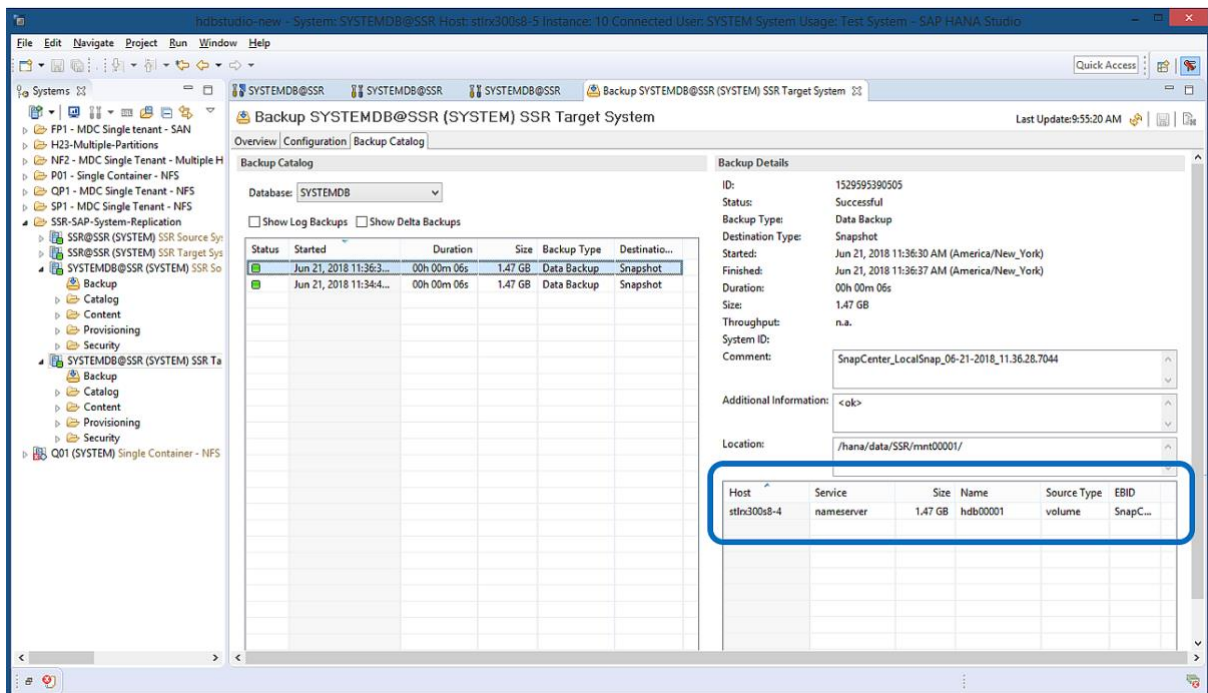 hdbstudio-new - System: SYSTEMDB@SSR Host: stlrx300s8-5 Instance: 10 Connected User: SYSTEM System Usage: Test System - SAP HANA Studio
File Edit Navigate Project Run Window Help
Quick Access
Systems
SYSTEMDB@SSR SYSTEMDB@SSR SYSTEMDB@SSR Backup SYSTEMDB@SSR (SYSTEM) SSR Target System
FP1 - MDC Single tenant - SAN
H23-Multiple-Partitions
NF2 - MDC Single Tenant - Multiple H
P01 - Single Container - NFS
QP1 - MDC Single Tenant - NFS
SP1 - MDC Single Tenant - NFS
SSR-SAP-System-Replication
SSR@SSR (SYSTEM) SSR Source Sy
SSR@SSR (SYSTEM) SSR Target Sys
SYSTEMDB@SSR (SYSTEM) SSR So
Backup
Catalog
Content
Provisioning
Security
SYSTEMDB@SSR (SYSTEM) SSR Ta
Backup
Catalog
Content
Provisioning
Security
Q01 (SYSTEM) Single Container - NFS
Backup SYSTEMDB@SSR (SYSTEM) SSR Target System
Last Update:9:55:20 AM
Overview Configuration Backup Catalog
Backup Catalog
Database: SYSTEMDB
Show Log Backups Show Delta Backups
Status Started Duration Size Backup Type Destinatio...
Jun 21, 2018 11:36:3... 00h 00m 06s 1.47 GB Data Backup Snapshot
Jun 21, 2018 11:34:4... 00h 00m 06s 1.47 GB Data Backup Snapshot
Backup Details
ID: 1529595390505
Status: Successful
Backup Type: Data Backup
Destination Type: Snapshot
Started: Jun 21, 2018 11:36:30 AM (America/New_York)
Finished: Jun 21, 2018 11:36:37 AM (America/New_York)
Duration: 00h 00m 06s
Size: 1.47 GB
Throughput: n.a.
System ID:
Comment: SnapCenter_LocalSnap_06-21-2018_11.36.28.7044
Additional Information: <ok>
Location: /hana/data/SSR/mnt00001/
Host Service Size Name Source Type EBID
stlrx300s8-4 nameserver 1.47 GB hdb00001 volume SnapC...